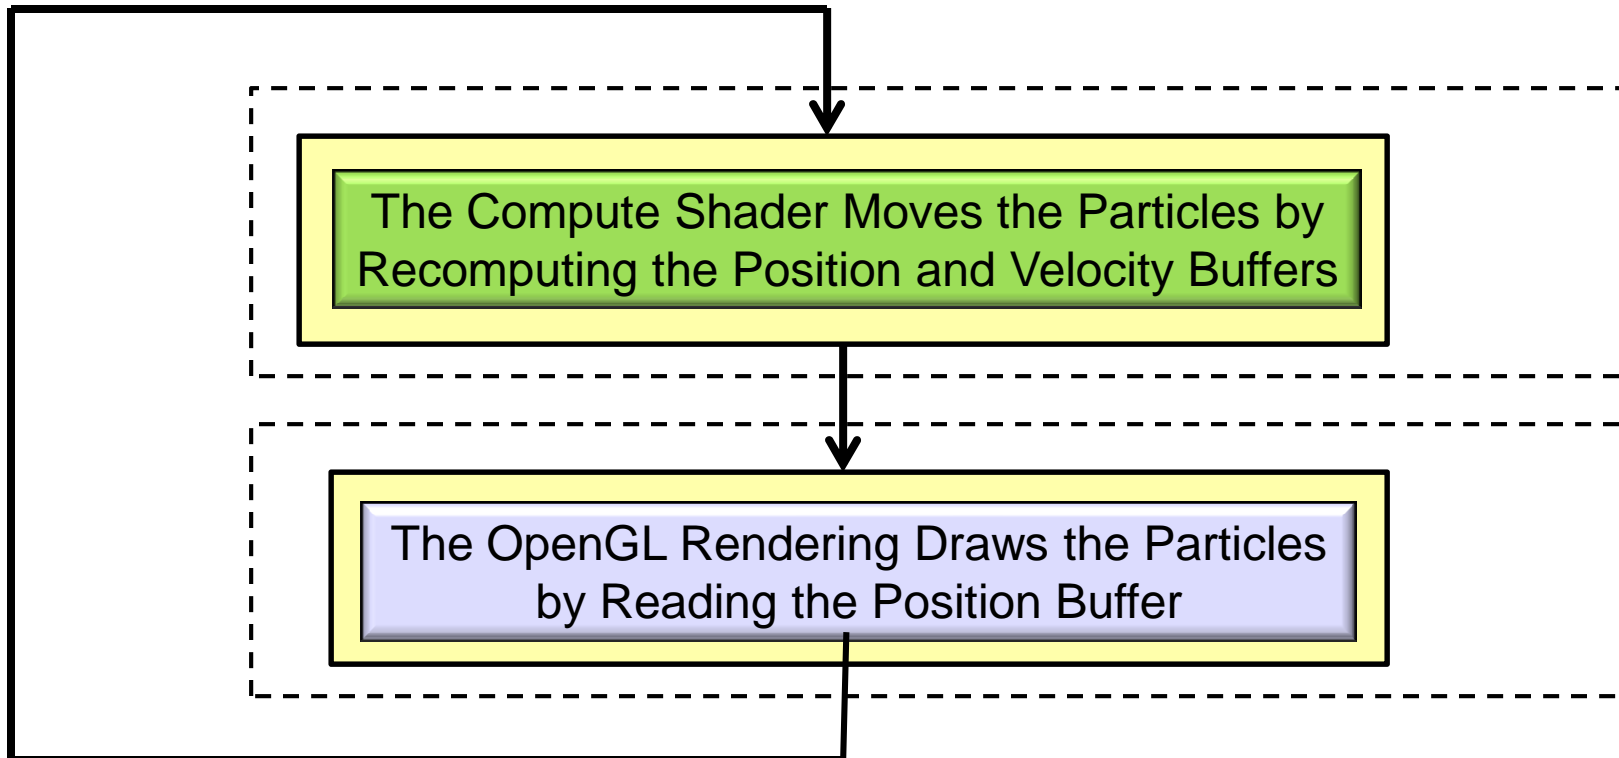 The Compute Shader Moves the Particles by
Recomputing the Position and Velocity Buffers
The OpenGL Rendering Draws the Particles
by Reading the Position Buffer